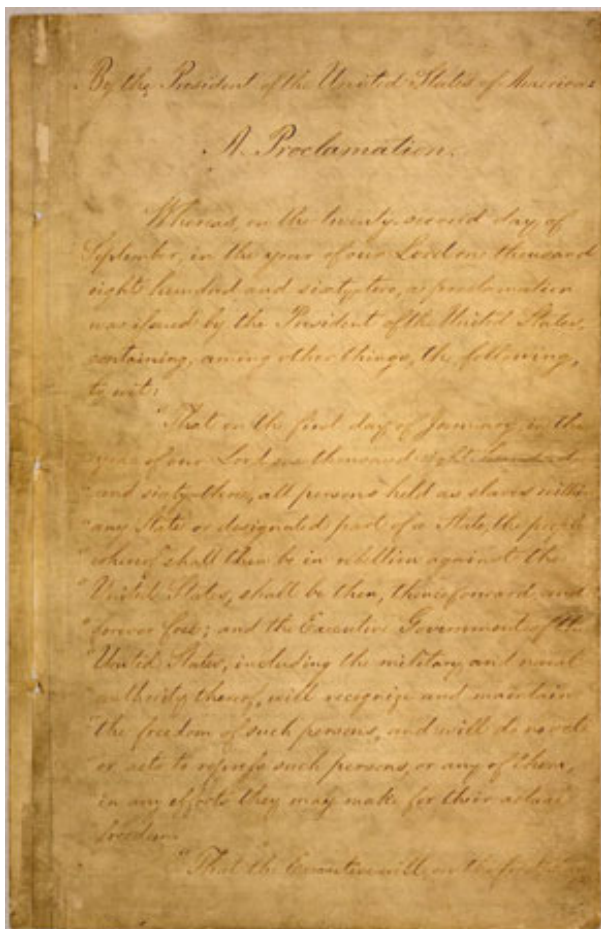 By the President of the United States of America:
A Proclamation.
Whereas, on the twenty-second day of
September, in the year of our Lord one thousand
eight hundred and sixty-two, a proclamation
was issued by the President of the United States,
containing, among other things, the following,
to wit:
"That on the first day of January, in the
year of our Lord one thousand eight hundred
"and sixty-three, all persons held as slaves within
"any State or designated part of a State, the people
"whereof shall then be in rebellion against the
"United States, shall be then, thenceforward, and
"forever free; and the Executive Government of the
"United States, including the military and naval
"authority thereof, will recognize and maintain
"the freedom of such persons, and will do no act
"or acts to repress such persons, or any of them,
"in any efforts they may make for their actual
"freedom.
"That the Executive will, on the first